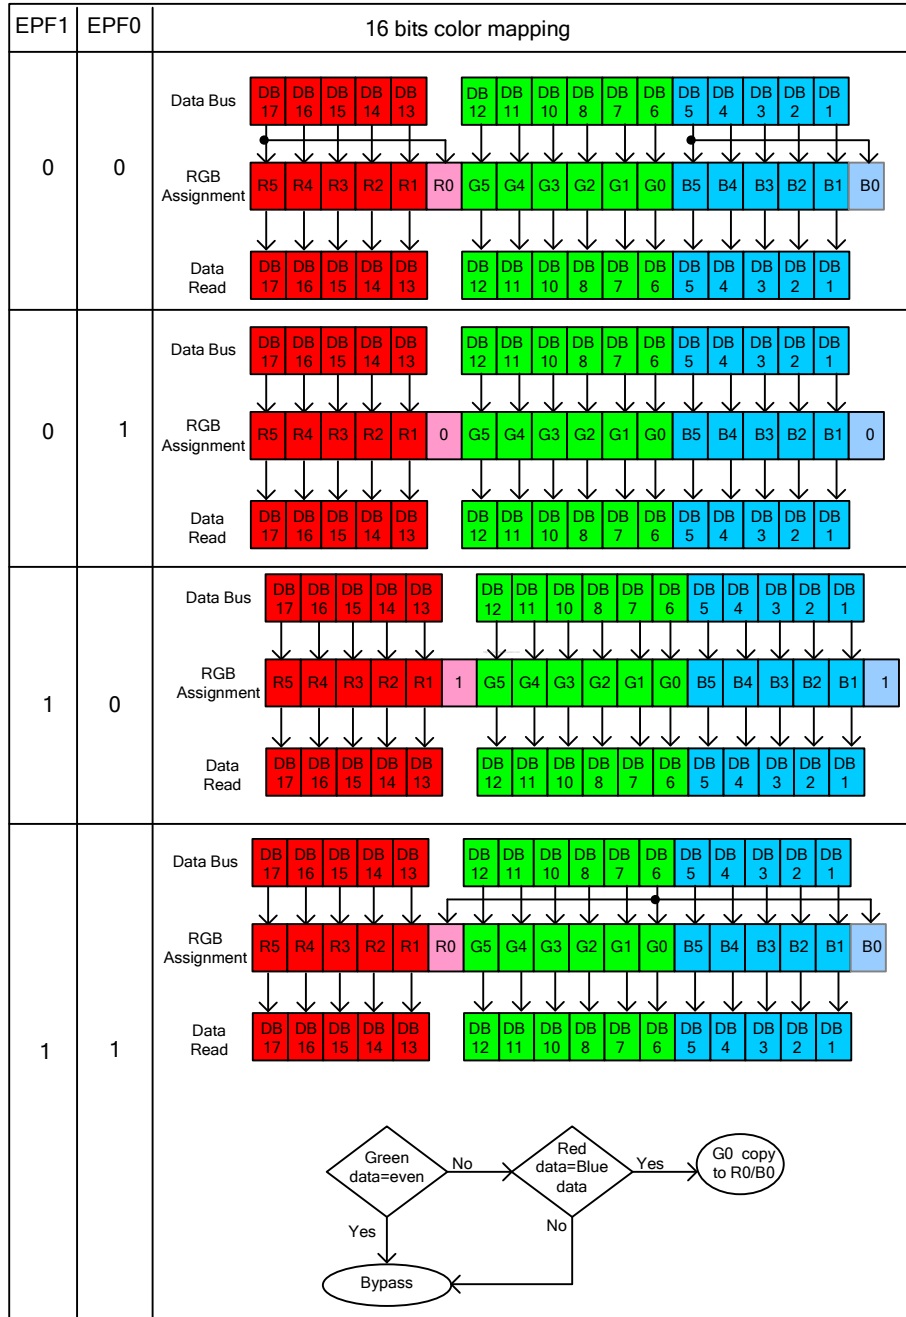 EPF1 EPF0 16 bits color mapping
Data Bus
DB DB DB DB DB DB DB DB DB DB DB DB DB DB DB DB
17 16 15 14 13 12 11 10 8 7 6 5 4 3 2 1
0 0
RGB
Assignment
R5 R4 R3 R2 R1 R0 G5 G4 G3 G2 G1 G0 B5 B4 B3 B2 B1 B0
Data
Read
DB DB DB DB DB DB DB DB DB DB DB DB DB DB DB DB
17 16 15 14 13 12 11 10 8 7 6 5 4 3 2 1
Data Bus
DB DB DB DB DB DB DB DB DB DB DB DB DB DB DB DB
17 16 15 14 13 12 11 10 8 7 6 5 4 3 2 1
0 1
RGB
Assignment
R5 R4 R3 R2 R1 0 G5 G4 G3 G2 G1 G0 B5 B4 B3 B2 B1 0
Data
Read
DB DB DB DB DB DB DB DB DB DB DB DB DB DB DB DB
17 16 15 14 13 12 11 10 8 7 6 5 4 3 2 1
Data Bus
DB DB DB DB DB DB DB DB DB DB DB DB DB DB DB DB
17 16 15 14 13 12 11 10 8 7 6 5 4 3 2 1
1 0
RGB
Assignment
R5 R4 R3 R2 R1 1 G5 G4 G3 G2 G1 G0 B5 B4 B3 B2 B1 1
Data
Read
DB DB DB DB DB DB DB DB DB DB DB DB DB DB DB DB
17 16 15 14 13 12 11 10 8 7 6 5 4 3 2 1
Data Bus
DB DB DB DB DB DB DB DB DB DB DB DB DB DB DB DB
17 16 15 14 13 12 11 10 8 7 6 5 4 3 2 1
RGB
Assignment
R5 R4 R3 R2 R1 R0 G5 G4 G3 G2 G1 G0 B5 B4 B3 B2 B1 B0
1 1
Data
Read
DB DB DB DB DB DB DB DB DB DB DB DB DB DB DB DB
17 16 15 14 13 12 11 10 8 7 6 5 4 3 2 1
Green
data=even
No
Red
data=Blue
data
Yes
G0 copy
to R0/B0
Yes
No
Bypass